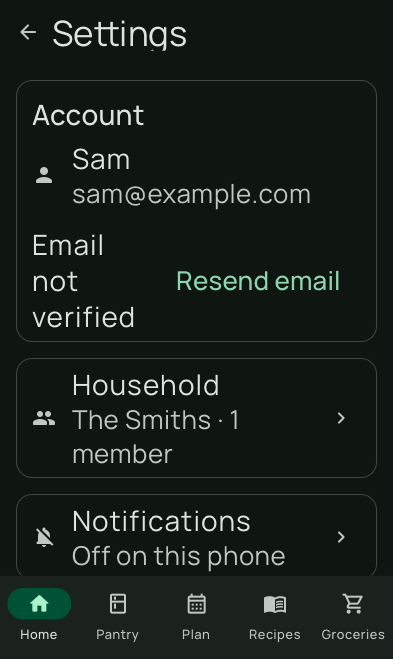 Settings
Account
Sam
sam@example.com
Email
not
verified
Resend email
Household
The Smiths · 1
member
Notifications
Off on this phone
Home
Pantry
Plan
Recipes
Groceries